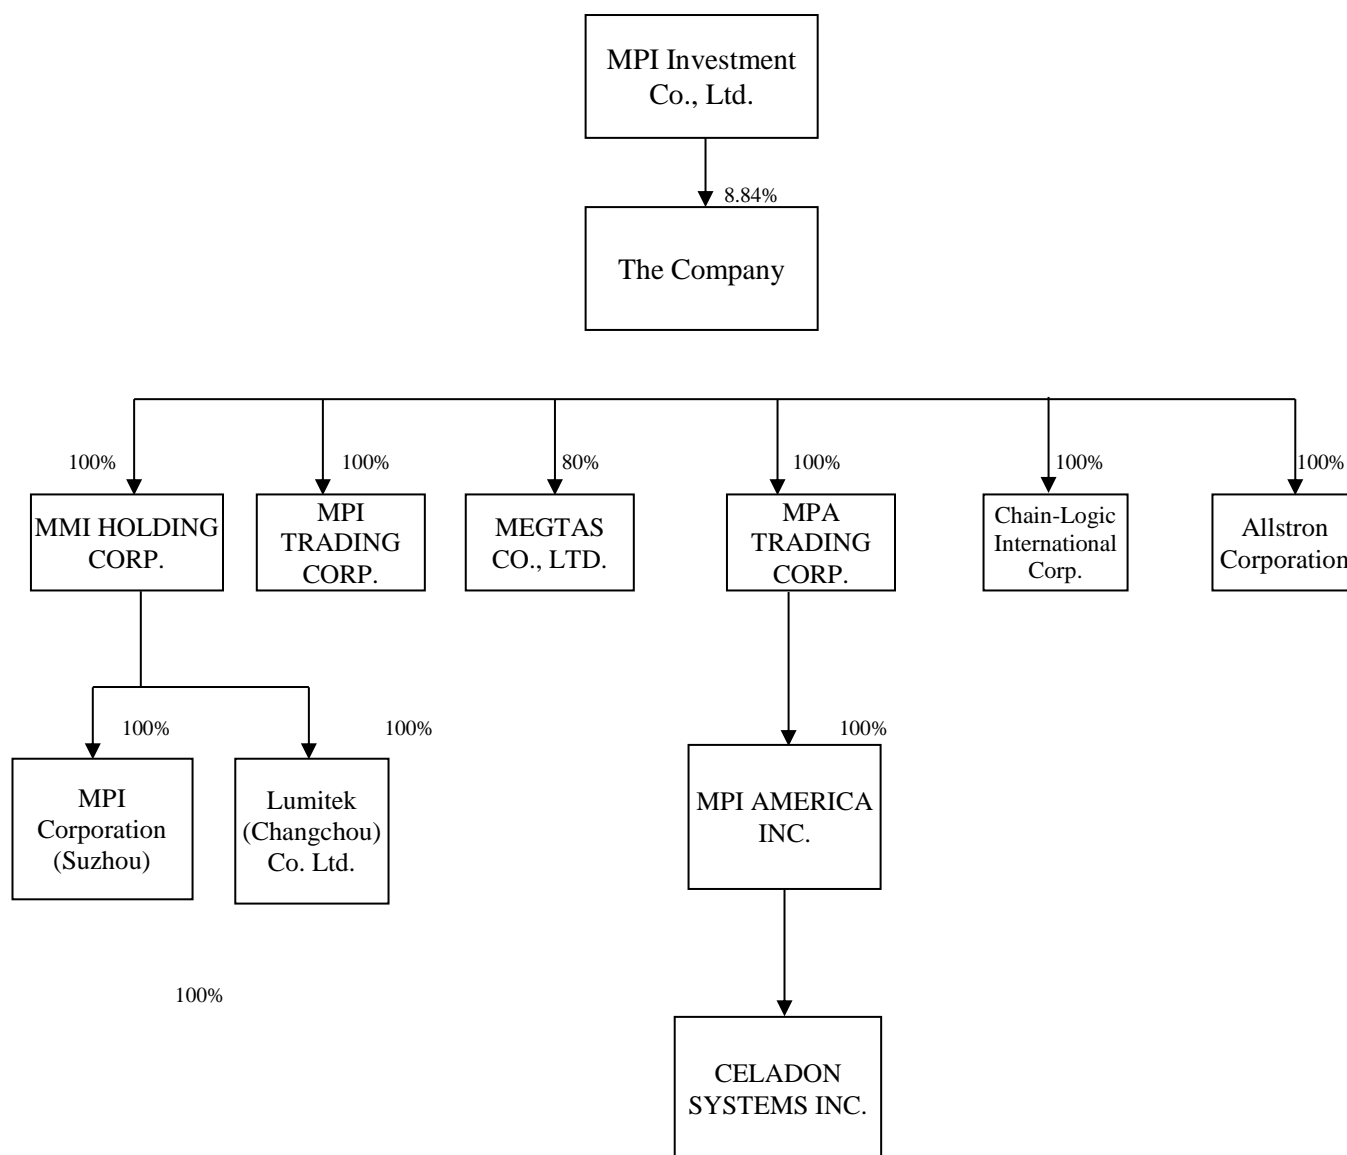 MPI Investment
Co., Ltd.
8.84%
The Company
100%
100%
80%
100%
100%
100%
MMI HOLDING
CORP.
MPI
TRADING
CORP.
MEGTAS
CO., LTD.
MPA
TRADING
CORP.
Chain-Logic
International
Corp.
Allstron
Corporation
100%
100%
100%
MPI
Corporation
(Suzhou)
Lumitek
(Changchou)
Co. Ltd.
MPI AMERICA
INC.
100%
CELADON
SYSTEMS INC.